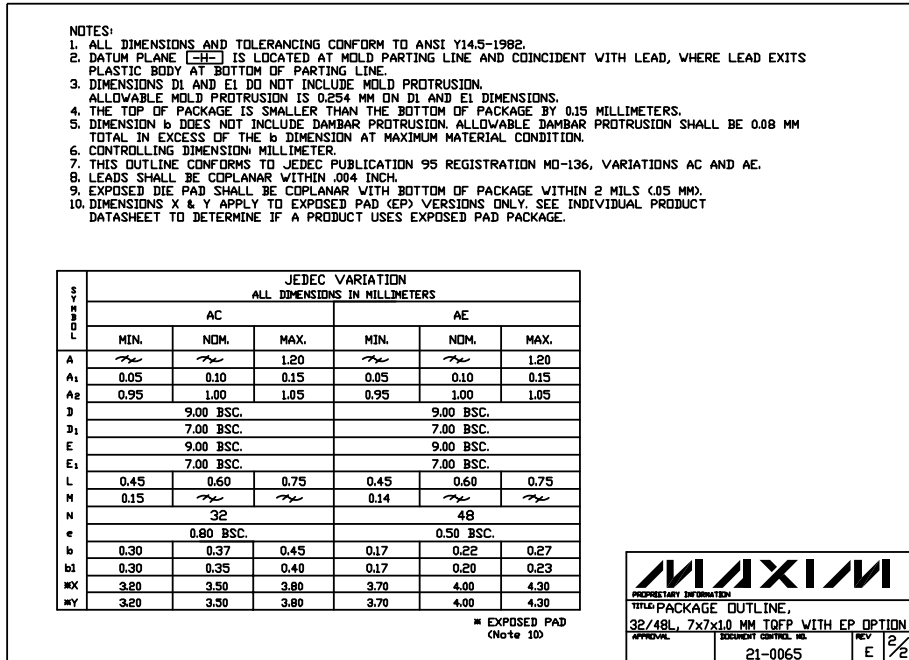 NOTES:
1. ALL DIMENSIONS AND TOLERANCING CONFORM TO ANSI Y14.5-1982.
2. DATUM PLANE -H- IS LOCATED AT MOLD PARTING LINE AND COINCIDENT WITH LEAD, WHERE LEAD EXITS
PLASTIC BODY AT BOTTOM OF PARTING LINE.
3. DIMENSIONS D1 AND E1 DO NOT INCLUDE MOLD PROTRUSION.
ALLOWABLE MOLD PROTRUSION IS 0.254 MM ON D1 AND E1 DIMENSIONS.
4. THE TOP OF PACKAGE IS SMALLER THAN THE BOTTOM OF PACKAGE BY 0.15 MILLIMETERS.
5. DIMENSION b DOES NOT INCLUDE DAMBAR PROTRUSION. ALLOWABLE DAMBAR PROTRUSION SHALL BE 0.08 MM
TOTAL IN EXCESS OF THE b DIMENSION AT MAXIMUM MATERIAL CONDITION.
6. CONTROLLING DIMENSION: MILLIMETER.
7. THIS OUTLINE CONFORMS TO JEDEC PUBLICATION 95 REGISTRATION MO-136, VARIATIONS AC AND AE.
8. LEADS SHALL BE COPLANAR WITHIN .004 INCH.
9. EXPOSED DIE PAD SHALL BE COPLANAR WITH BOTTOM OF PACKAGE WITHIN 2 MILS (.05 MM).
10. DIMENSIONS X & Y APPLY TO EXPOSED PAD (EP) VERSIONS ONLY. SEE INDIVIDUAL PRODUCT
DATASHEET TO DETERMINE IF A PRODUCT USES EXPOSED PAD PACKAGE.
SYMBOL
JEDEC VARIATION
ALL DIMENSIONS IN MILLIMETERS
AC AE
MIN. NOM. MAX. MIN. NOM. MAX.
A 1.20 1.20
A1 0.05 0.10 0.15 0.05 0.10 0.15
A2 0.95 1.00 1.05 0.95 1.00 1.05
D 9.00 BSC. 9.00 BSC.
D1 7.00 BSC. 7.00 BSC.
E 9.00 BSC. 9.00 BSC.
E1 7.00 BSC. 7.00 BSC.
L 0.45 0.60 0.75 0.45 0.60 0.75
M 0.15 0.14
N 32 48
e 0.80 BSC. 0.50 BSC.
b 0.30 0.37 0.45 0.17 0.22 0.27
b1 0.30 0.35 0.40 0.17 0.20 0.23
*X 3.20 3.50 3.80 3.70 4.00 4.30
*Y 3.20 3.50 3.80 3.70 4.00 4.30
* EXPOSED PAD
(Note 10)
MAXIM
PROPRIETARY INFORMATION
TITLE: PACKAGE OUTLINE,
32/48L, 7x7x1.0 MM TQFP WITH EP OPTION
APPROVAL DOCUMENT CONTROL NO. REV
21-0065 E 2/2